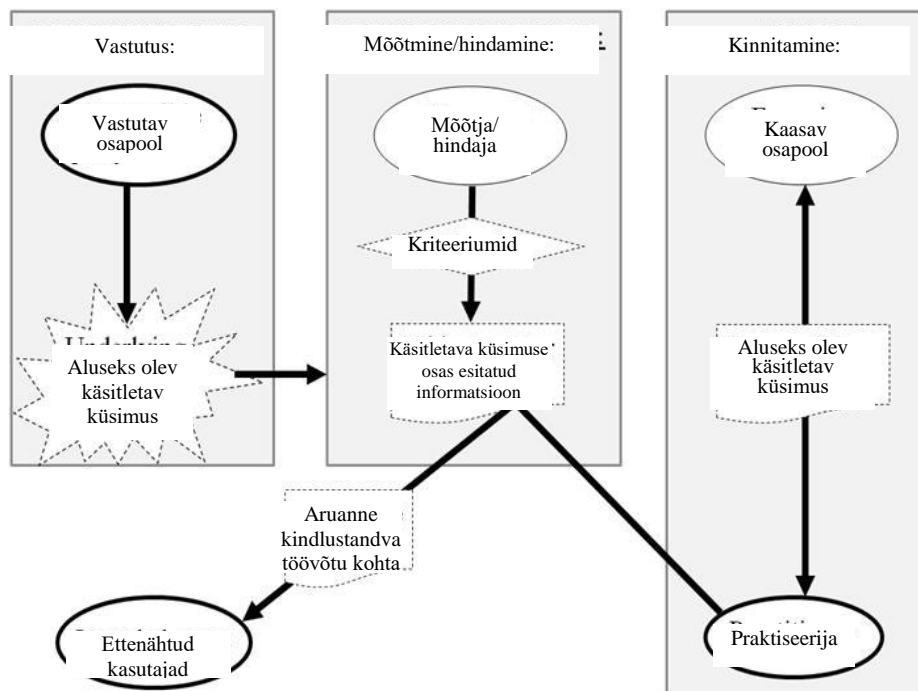 Vastutus:
Vastutav
osapool
Underlying
Aluseks olev
käsitletav
küsimus
Mõõtmine/hindamine:
Mõõtja/
hindaja
Kriteeriumid
Käsitletava küsimuse
osas esitatud
informatsioon
Kinnitamine:
Kaasav
osapool
Aluseks olev
käsitletav
küsimus
Praktiseerija
Aruanne
kindlustandva
töövõtu kohta
Ettenähtud
kasutajad